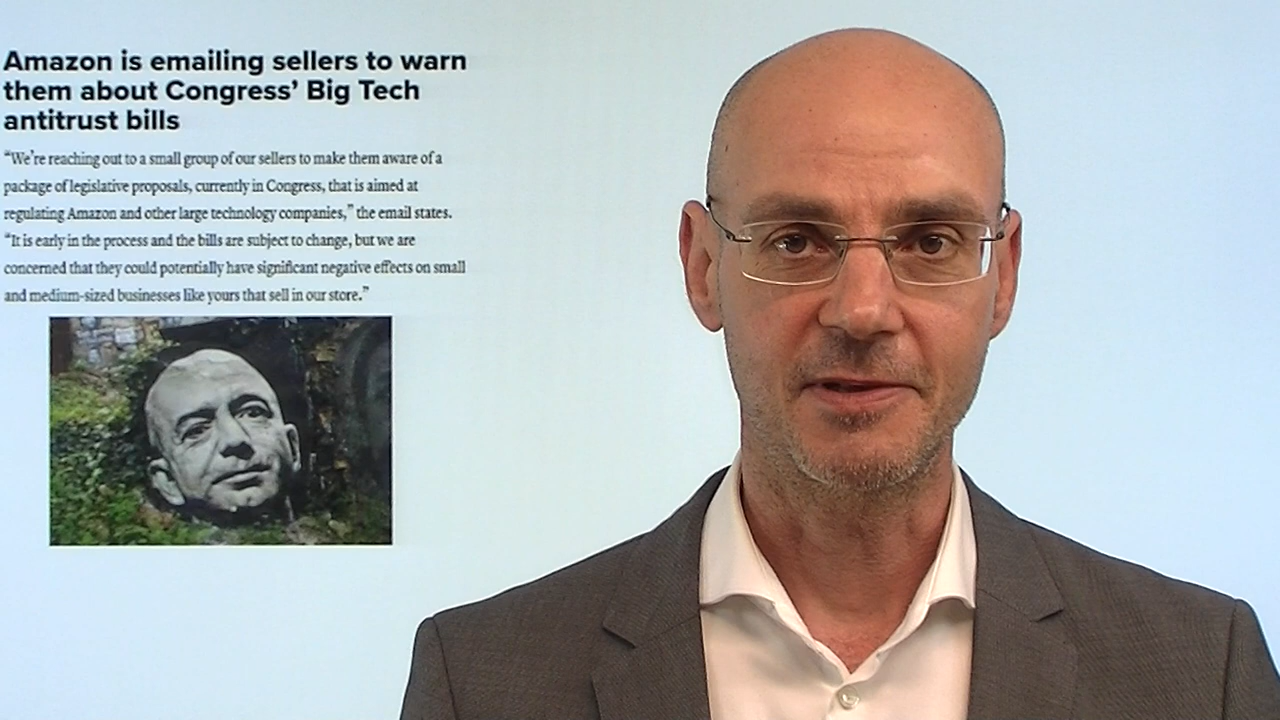 Amazon is emailing sellers to warn
them about Congress’ Big Tech
antitrust bills
“We’re reaching out to a small group of our sellers to make them aware of a
package of legislative proposals, currently in Congress, that is aimed at
regulating Amazon and other large technology companies,” the email states.
“It is early in the process and the bills are subject to change, but we are
concerned that they could potentially have significant negative effects on small
and medium-sized businesses like yours that sell in our store.”